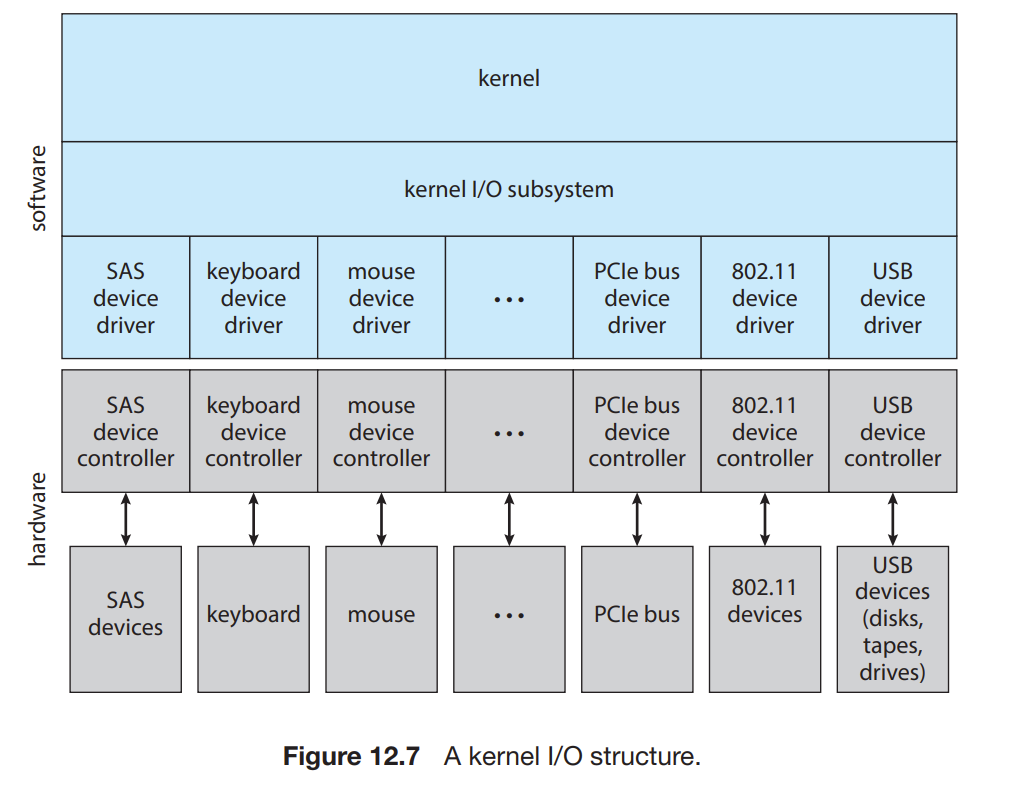 kernel
software
kernel I/O subsystem
SAS
device
driver
keyboard
device
driver
mouse
device
driver
...
PCIe bus
device
driver
802.11
device
driver
USB
device
driver
hardware
SAS
device
controller
keyboard
device
controller
mouse
device
controller
...
PCIe bus
device
controller
802.11
device
controller
USB
device
controller
SAS
devices
keyboard
mouse
...
PCIe bus
802.11
devices
USB
devices
(disks,
tapes,
drives)
Figure 12.7 A kernel I/O structure.